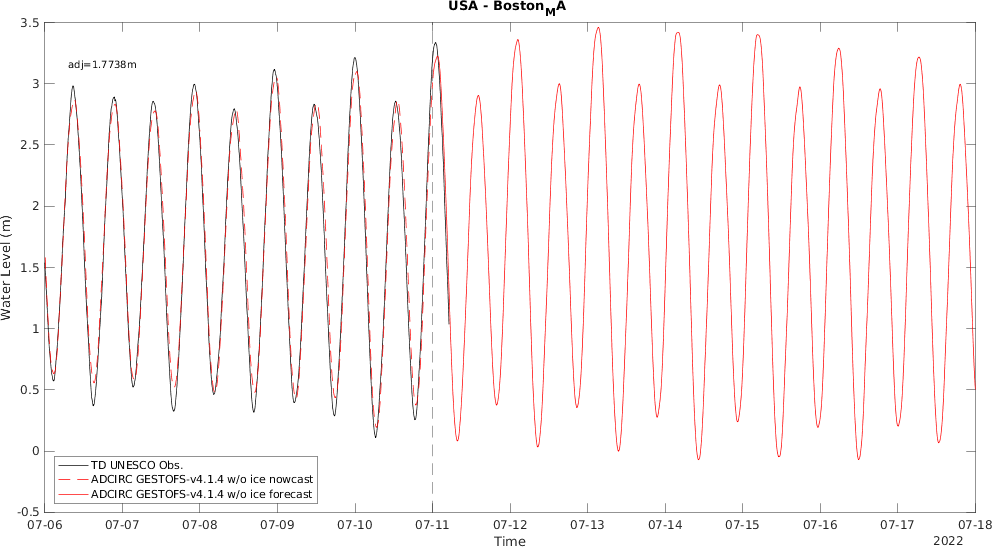 USA - Boston_MA
3.5
adj=1.7738m
3
2.5
2
1.5
1
0.5
0
-0.5
Water Level (m)
TD UNESCO Obs.
ADCIRC GESTOFS-v4.1.4 w/o ice nowcast
ADCIRC GESTOFS-v4.1.4 w/o ice forecast
07-06 07-07 07-08 07-09 07-10 07-11 07-12 07-13 07-14 07-15 07-16 07-17 07-18
Time
2022